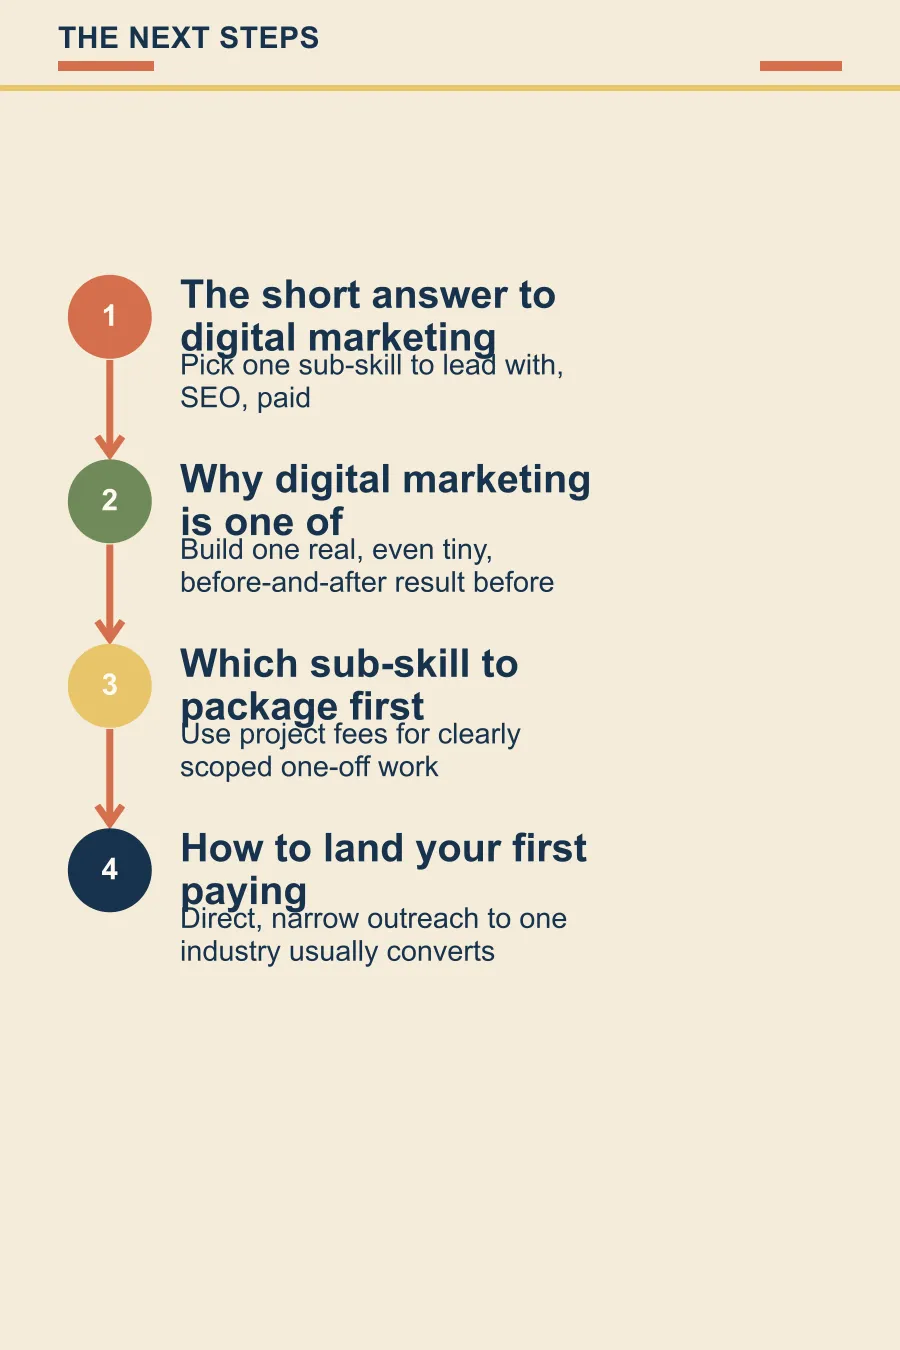 THE NEXT STEPS
1
The short answer to
digital marketing
Pick one sub-skill to lead with,
SEO, paid
2
Why digital marketing
is one of
Build one real, even tiny,
before-and-after result before
3
Which sub-skill to
package first
Use project fees for clearly
scoped one-off work
4
How to land your first
paying
Direct, narrow outreach to one
industry usually converts